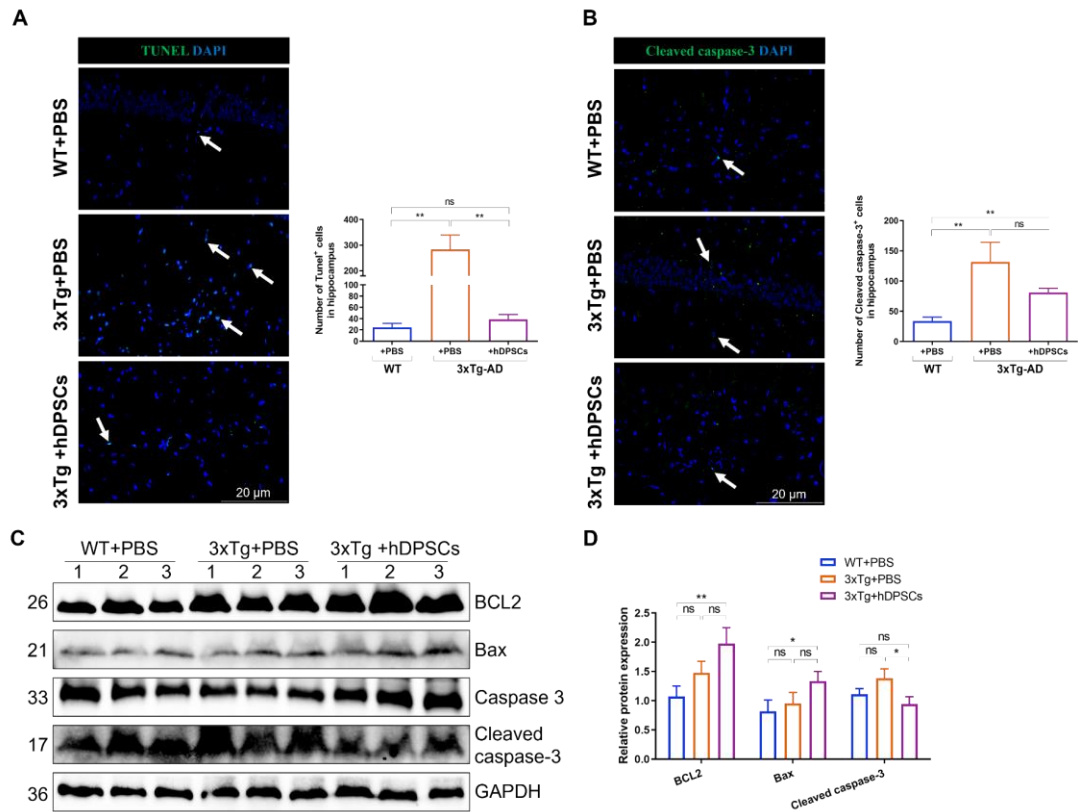 A
TUNEL DAPI
WT+PBS
3xTg+PBS
3xTg +hDPSCs
20 µm
Number of Tunel⁺ cells
in hippocampus
400
300
200
100
80
60
40
20
0
ns
** **
+PBS +PBS +hDPSCs
WT 3xTg-AD
B
Cleaved caspase-3 DAPI
WT+PBS
3xTg+PBS
3xTg +hDPSCs
20 µm
Number of Cleaved caspase-3⁺ cells
in hippocampus
200
150
100
50
0
**
** ns
+PBS +PBS +hDPSCs
WT 3xTg-AD
C
WT+PBS 3xTg+PBS 3xTg +hDPSCs
1 2 3 1 2 3 1 2 3
26 BCL2
21 Bax
33 Caspase 3
17 Cleaved
caspase-3
36 GAPDH
D
WT+PBS
3xTg+PBS
3xTg+hDPSCs
Relative protein expression
2.5
2.0
1.5
1.0
0.5
0.0
**
ns ns
*
ns ns
ns
ns *
BCL2 Bax Cleaved caspase-3